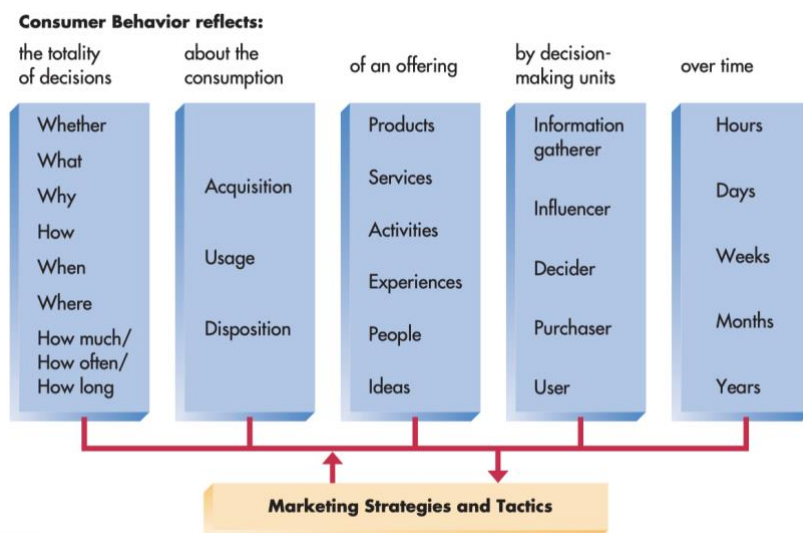 Consumer Behavior reflects:
the totality
of decisions
about the
consumption
of an offering
by decision-
making units
over time
Whether
What
Why
How
When
Where
How much/
How often/
How long
Acquisition
Usage
Disposition
Products
Services
Activities
Experiences
People
Ideas
Information
gatherer
Influencer
Decider
Purchaser
User
Hours
Days
Weeks
Months
Years
Marketing Strategies and Tactics